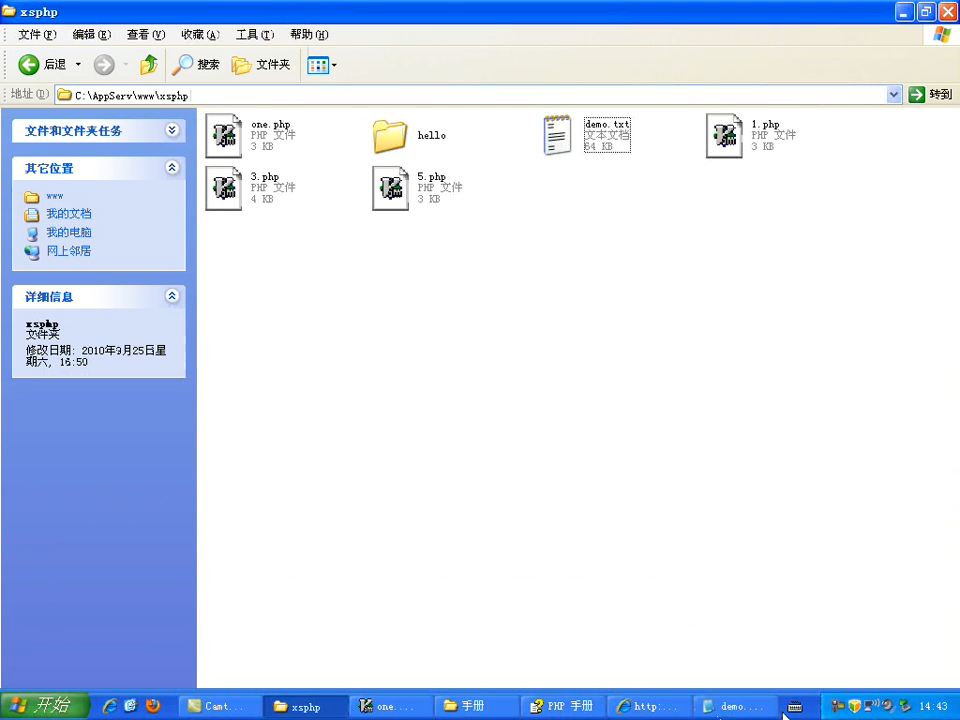 xsphp
文件(F) 编辑(E) 查看(V) 收藏(A) 工具(T) 帮助(H)
后退 搜索 文件夹
地址(D) C:\AppServ\www\xsphp 转到
文件和文件夹任务
其它位置
www
我的文档
我的电脑
网上邻居
详细信息
xsphp
文件夹
修改日期: 2010年9月25日星
期六, 16:50
one.php
PHP 文件
3 KB
hello
demo.txt
文本文档
64 KB
1.php
PHP 文件
3 KB
3.php
PHP 文件
4 KB
5.php
PHP 文件
3 KB
开始 Camt... xsphp one.... 手册 PHP 手册 http:... demo.... 14:43